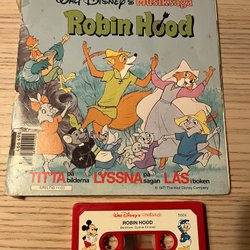 WALT DISNEY'S MUSIKSAGA
Robin Hood
TITTA på bilderna LYSSNA på sagan LÄS i boken
© 1977 The Walt Disney Company
Walt Disney's
ROBIN HOOD